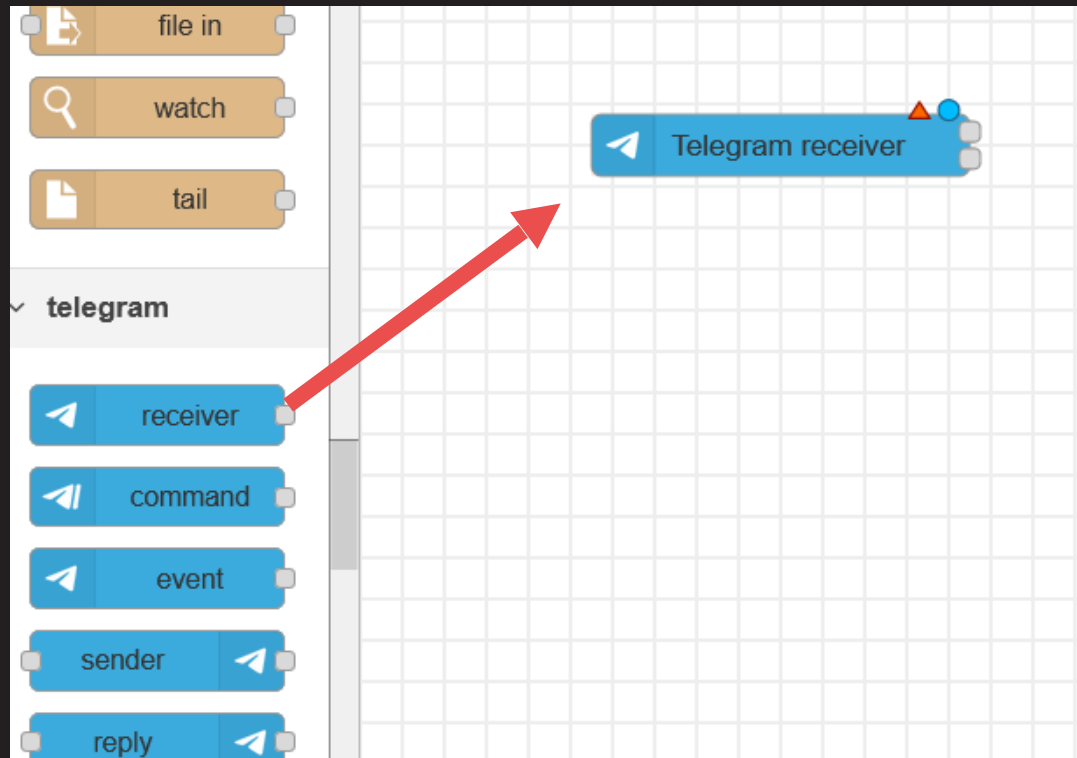 file in
watch
tail
telegram
receiver
command
event
sender
reply
Telegram receiver